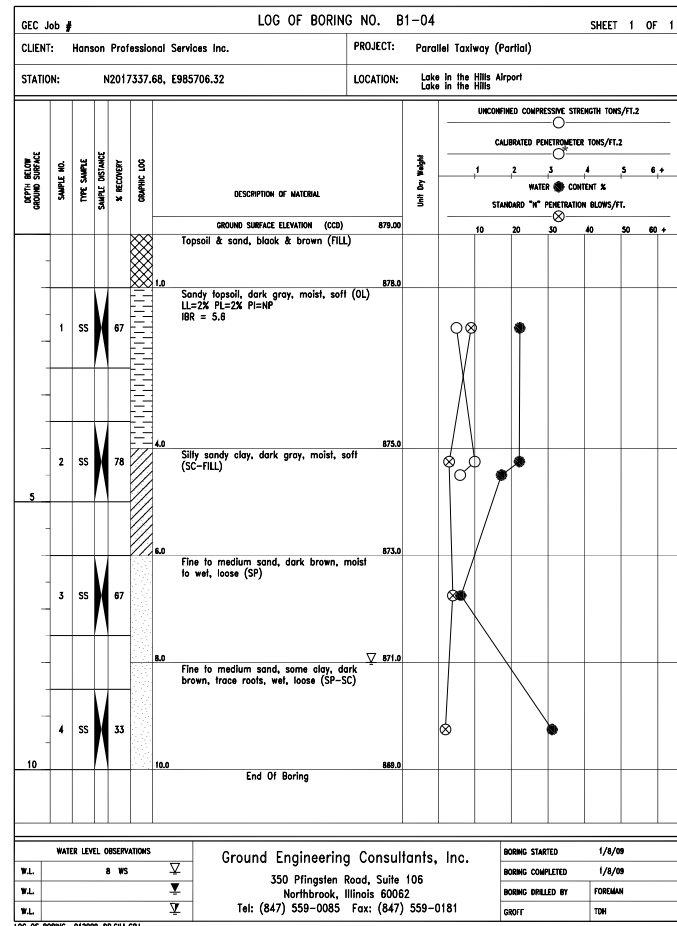 GEC Job #
LOG OF BORING NO. B1-04
SHEET 1 OF 1
CLIENT: Hanson Professional Services Inc.
PROJECT: Parallel Taxiway (Partial)
STATION: N2017337.68, E985706.32
LOCATION: Lake in the Hills Airport
Lake in the Hills
DEPTH BELOW
GROUND SURFACE
SAMPLE NO.
TYPE SAMPLE
SAMPLE DISTANCE
% RECOVERY
GRAPHIC LOG
DESCRIPTION OF MATERIAL
GROUND SURFACE ELEVATION (CCD) 879.00
Unit Dry Weight
UNCONFINED COMPRESSIVE STRENGTH TONS/FT.2
CALIBRATED PENETROMETER TONS/FT.2
*
1 2 3 4 5 6 +
WATER CONTENT %
STANDARD "N" PENETRATION BLOWS/FT.
10 20 30 40 50 60 +
Topsoil & sand, black & brown (FILL)
1.0 878.0
Sandy topsoil, dark gray, moist, soft (OL)
LL=2% PL=2% PI=NP
IBR = 5.6
1 SS 67
4.0 875.0
Silty sandy clay, dark gray, moist, soft
(SC-FILL)
2 SS 78
5
6.0 873.0
Fine to medium sand, dark brown, moist
to wet, loose (SP)
3 SS 67
8.0 871.0
Fine to medium sand, some clay, dark
brown, trace roots, wet, loose (SP-SC)
4 SS 33
10
10.0 869.0
End Of Boring
WATER LEVEL OBSERVATIONS
W.L. 8 WS
W.L.
W.L.
Ground Engineering Consultants, Inc.
350 Pfingsten Road, Suite 106
Northbrook, Illinois 60062
Tel: (847) 559-0085 Fax: (847) 559-0181
BORING STARTED 1/8/09
BORING COMPLETED 1/8/09
BORING DRILLED BY FOREMAN
GROFF TDH
LOG OF BORING